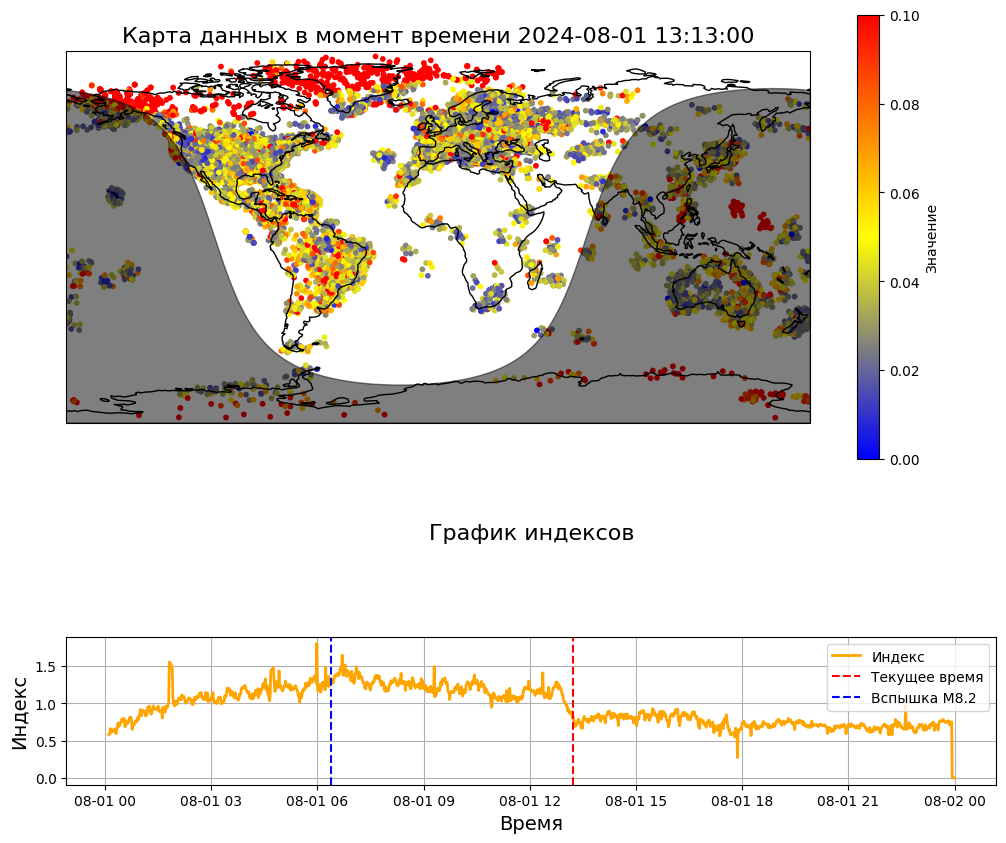 Карта данных в момент времени 2024-08-01 13:13:00
0.10
0.08
0.06
0.04
0.02
0.00
Значение
График индексов
Индекс
1.5
1.0
0.5
0.0
Индекс
Текущее время
Вспышка M8.2
08-01 00
08-01 03
08-01 06
08-01 09
08-01 12
08-01 15
08-01 18
08-01 21
08-02 00
Время